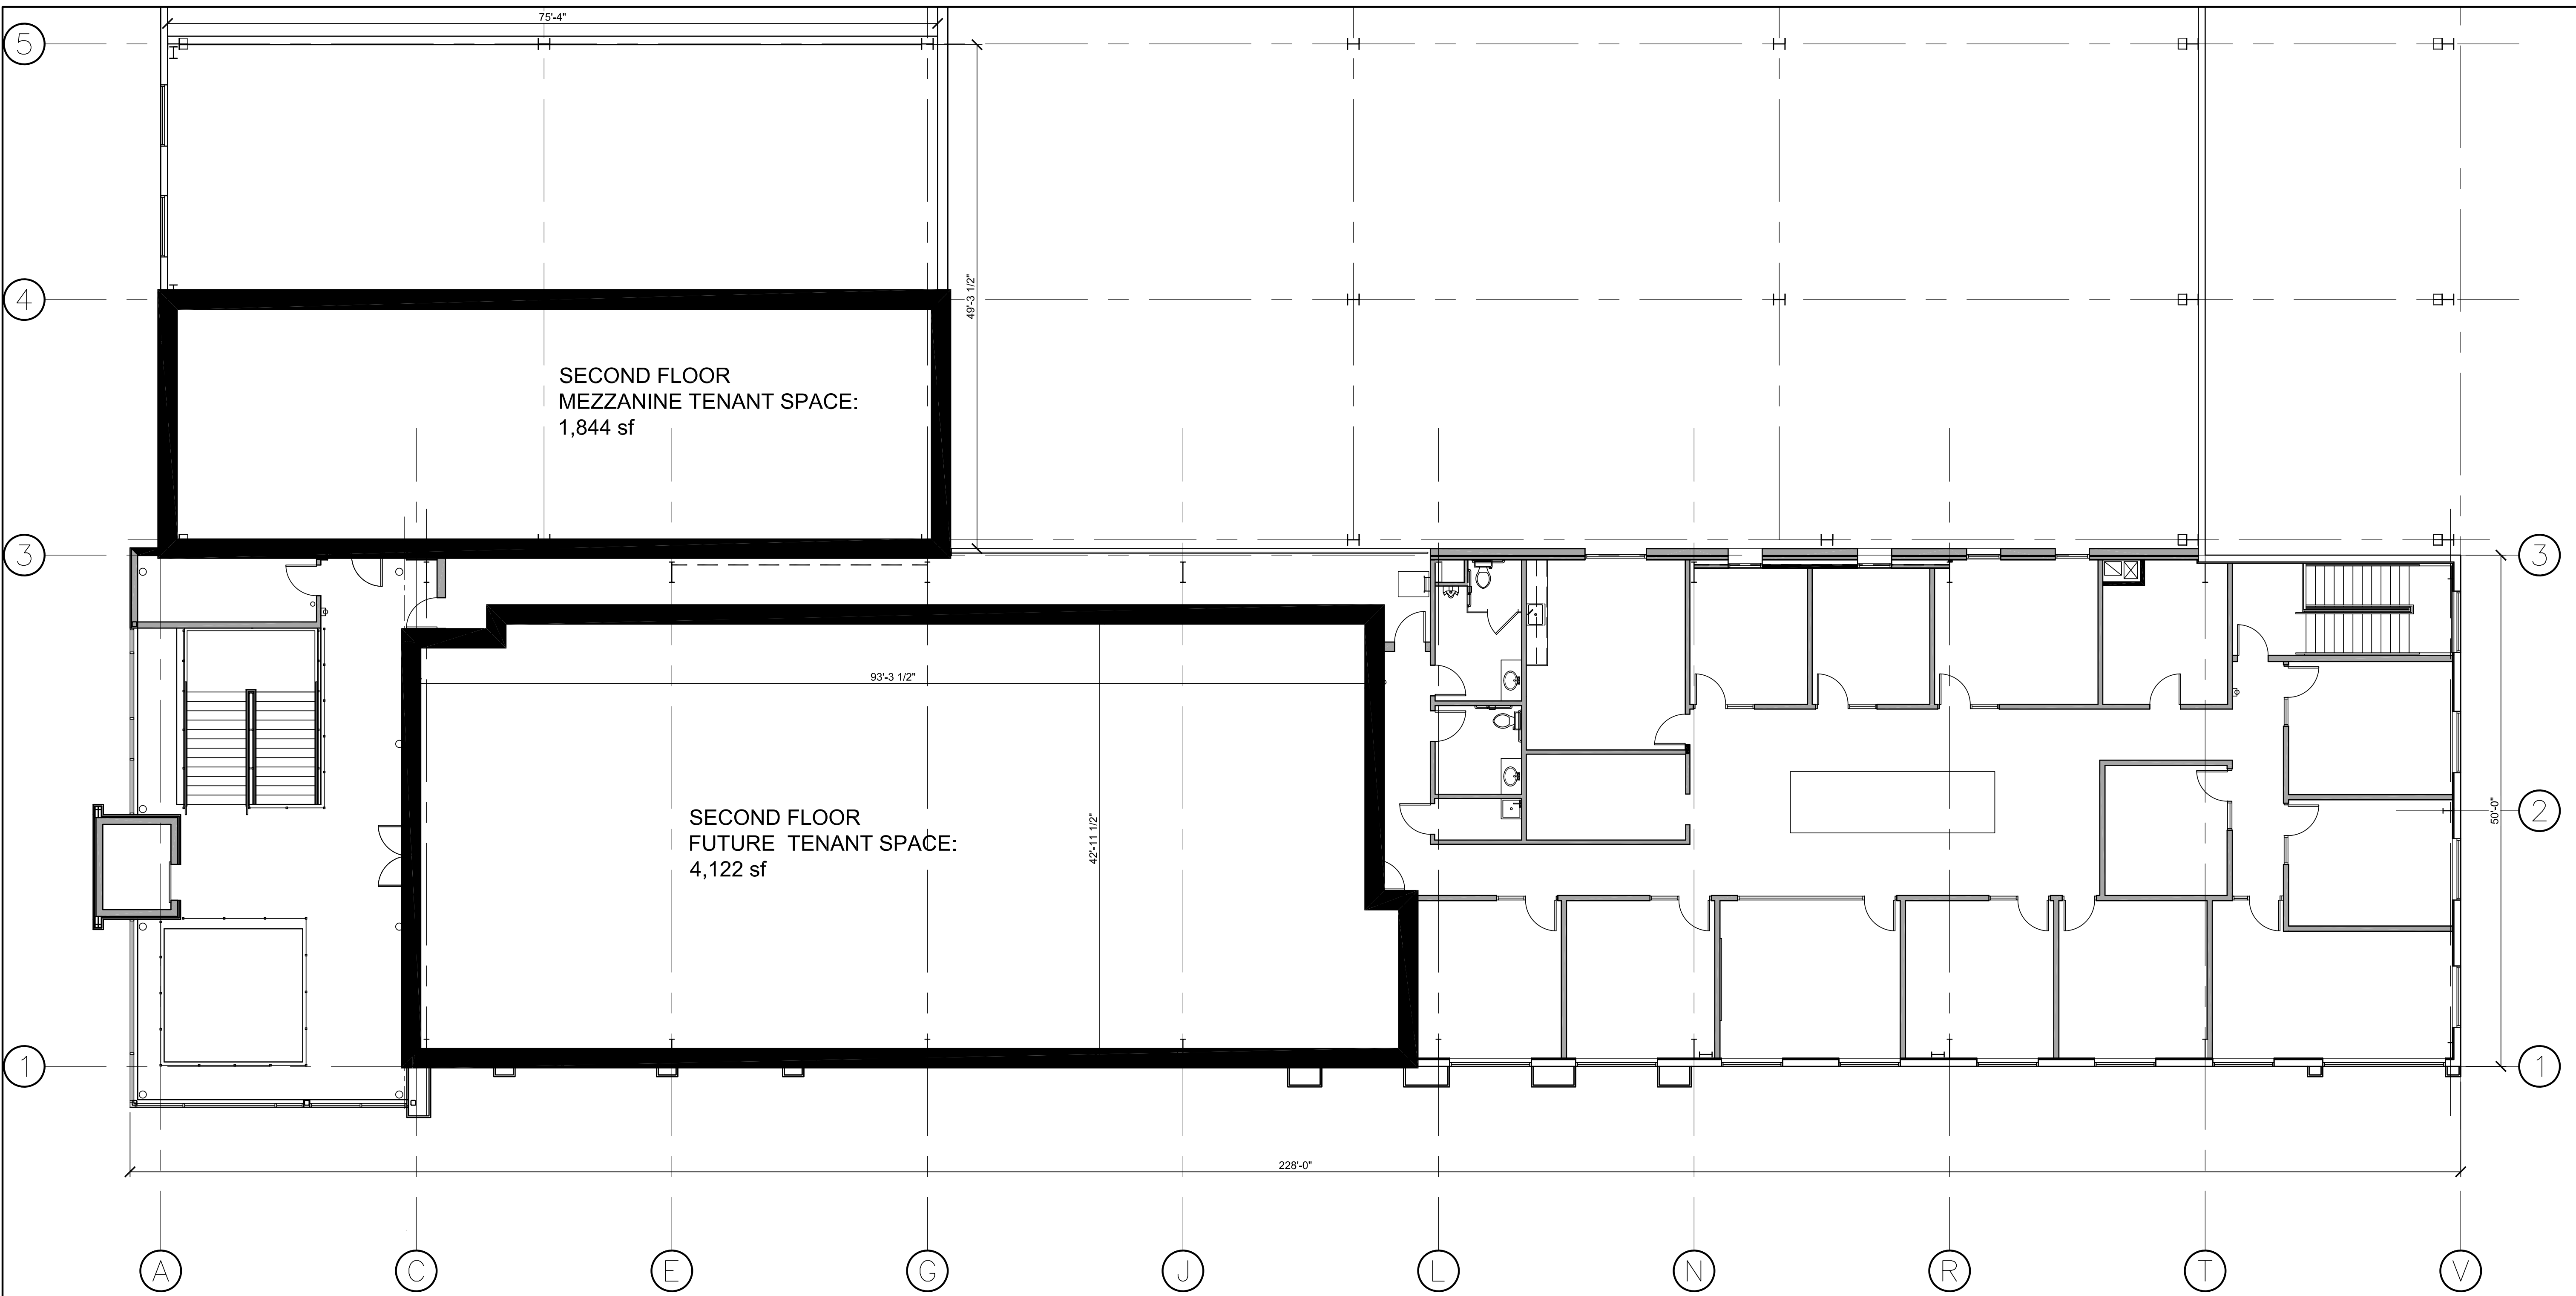 75'-4"
5
49'-3 1/2"
4
SECOND FLOOR
MEZZANINE TENANT SPACE:
1,844 sf
3
3
93'-3 1/2"
SECOND FLOOR
FUTURE  TENANT SPACE:
4,122 sf
42'-11 1/2"
2
50'-0"
1
1
228'-0"
A
C
E
G
J
L
N
R
T
V